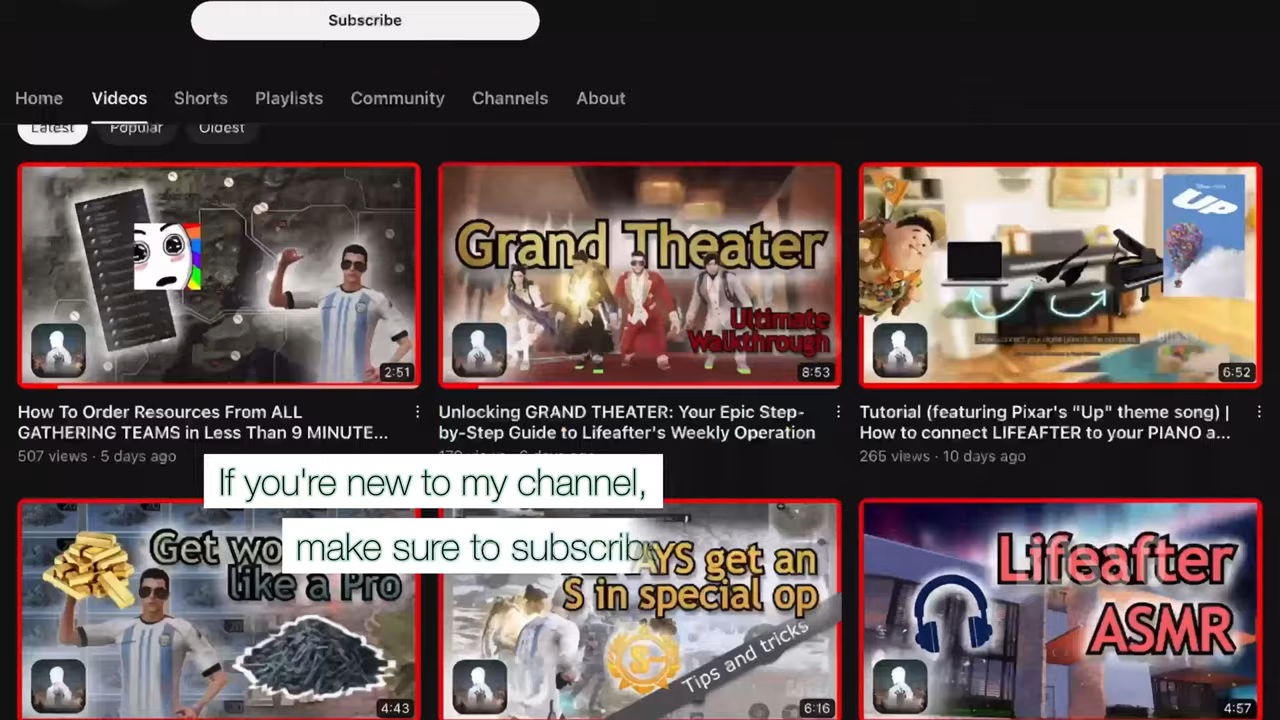 Subscribe
Home Videos Shorts Playlists Community Channels About
Latest Popular Oldest
2:51
Grand Theater
Ultimate
Walkthrough
8:53
UP
6:52
How To Order Resources From ALL
GATHERING TEAMS in Less Than 9 MINUTE...
507 views · 5 days ago
Unlocking GRAND THEATER: Your Epic Step-
by-Step Guide to Lifeafter's Weekly Operation
Tutorial (featuring Pixar's "Up" theme song) |
How to connect LIFEAFTER to your PIANO a...
265 views · 10 days ago
If you're new to my channel,
make sure to subscrib
Get wo
like a Pro
4:43
AYS get an
S in special op
Tips and tricks
6:16
Lifeafter
ASMR
4:57